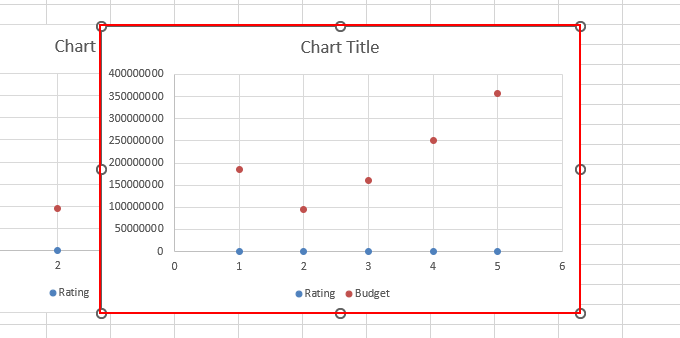 Chart
Chart Title
400000000
350000000
300000000
250000000
200000000
150000000
100000000
50000000
0
0 1 2 3 4 5 6
2
Rating
Rating Budget